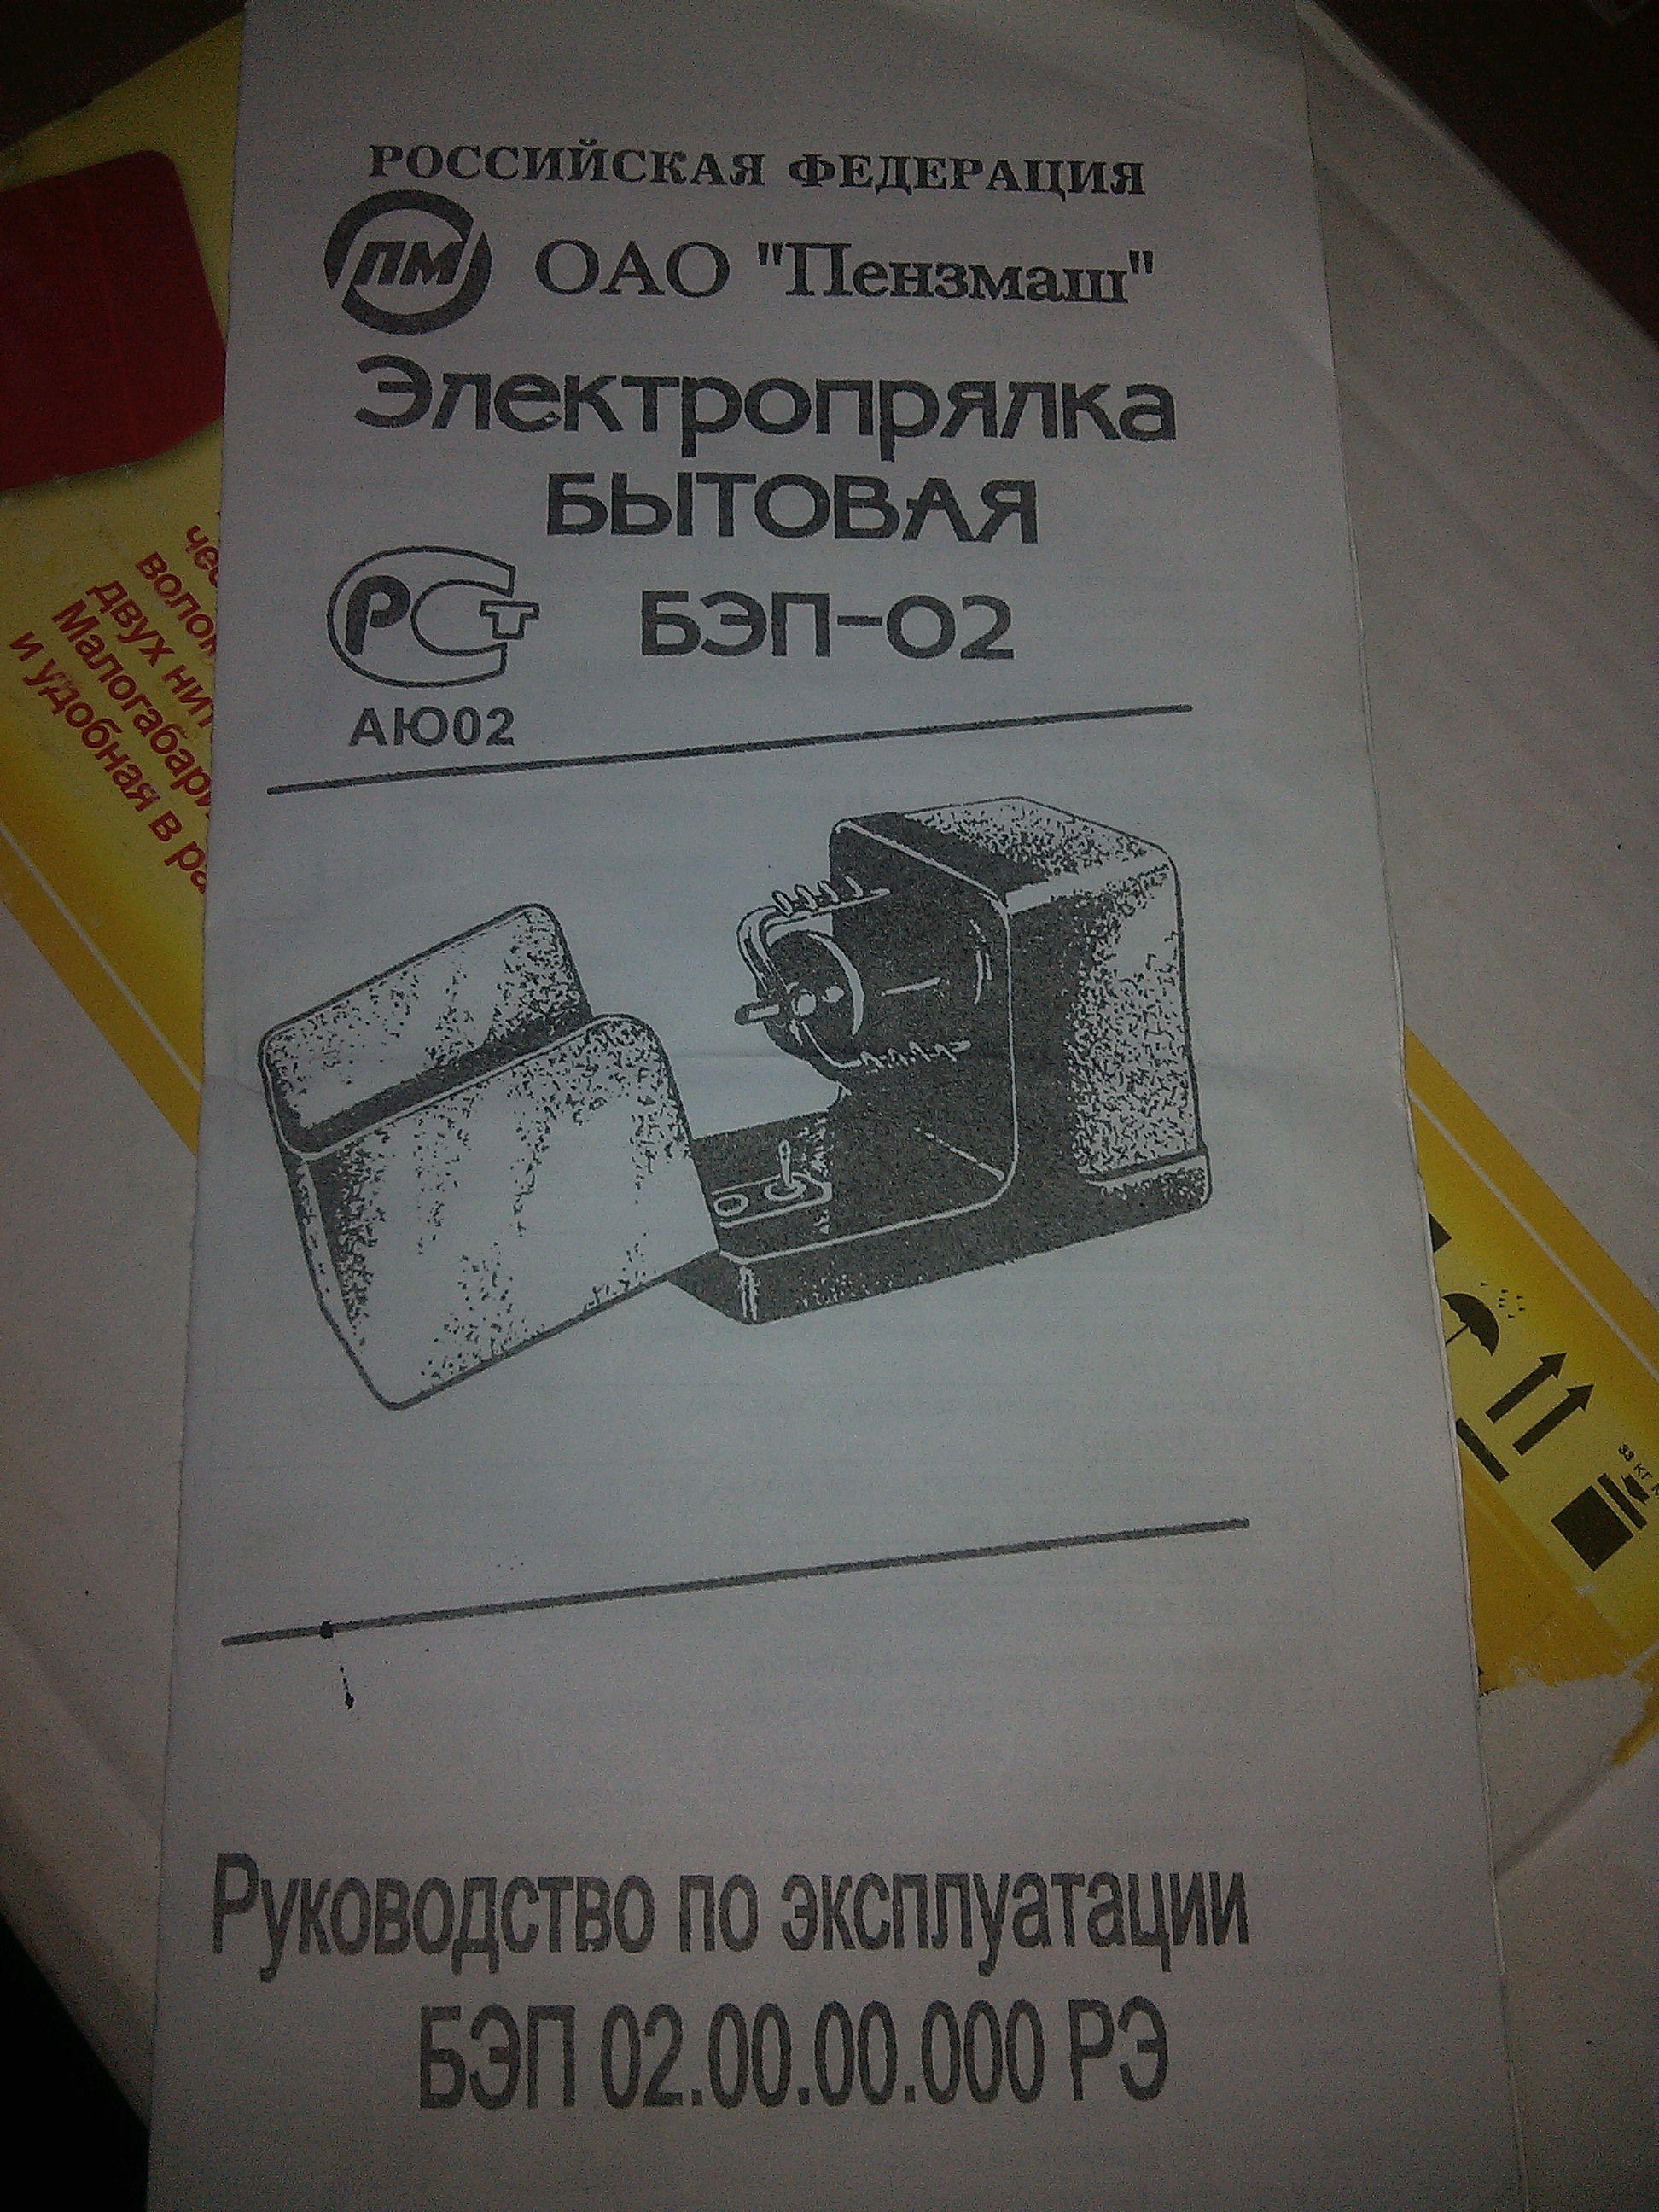 РОССИЙСКАЯ ФЕДЕРАЦИЯ
ПМ ОАО "Пензмаш"
Электропрялка
БЫТОВАЯ
РСТ БЭП-02
АЮ02
Руководство по эксплуатации
БЭП 02.00.00.000 РЭ
двух
и удобная в